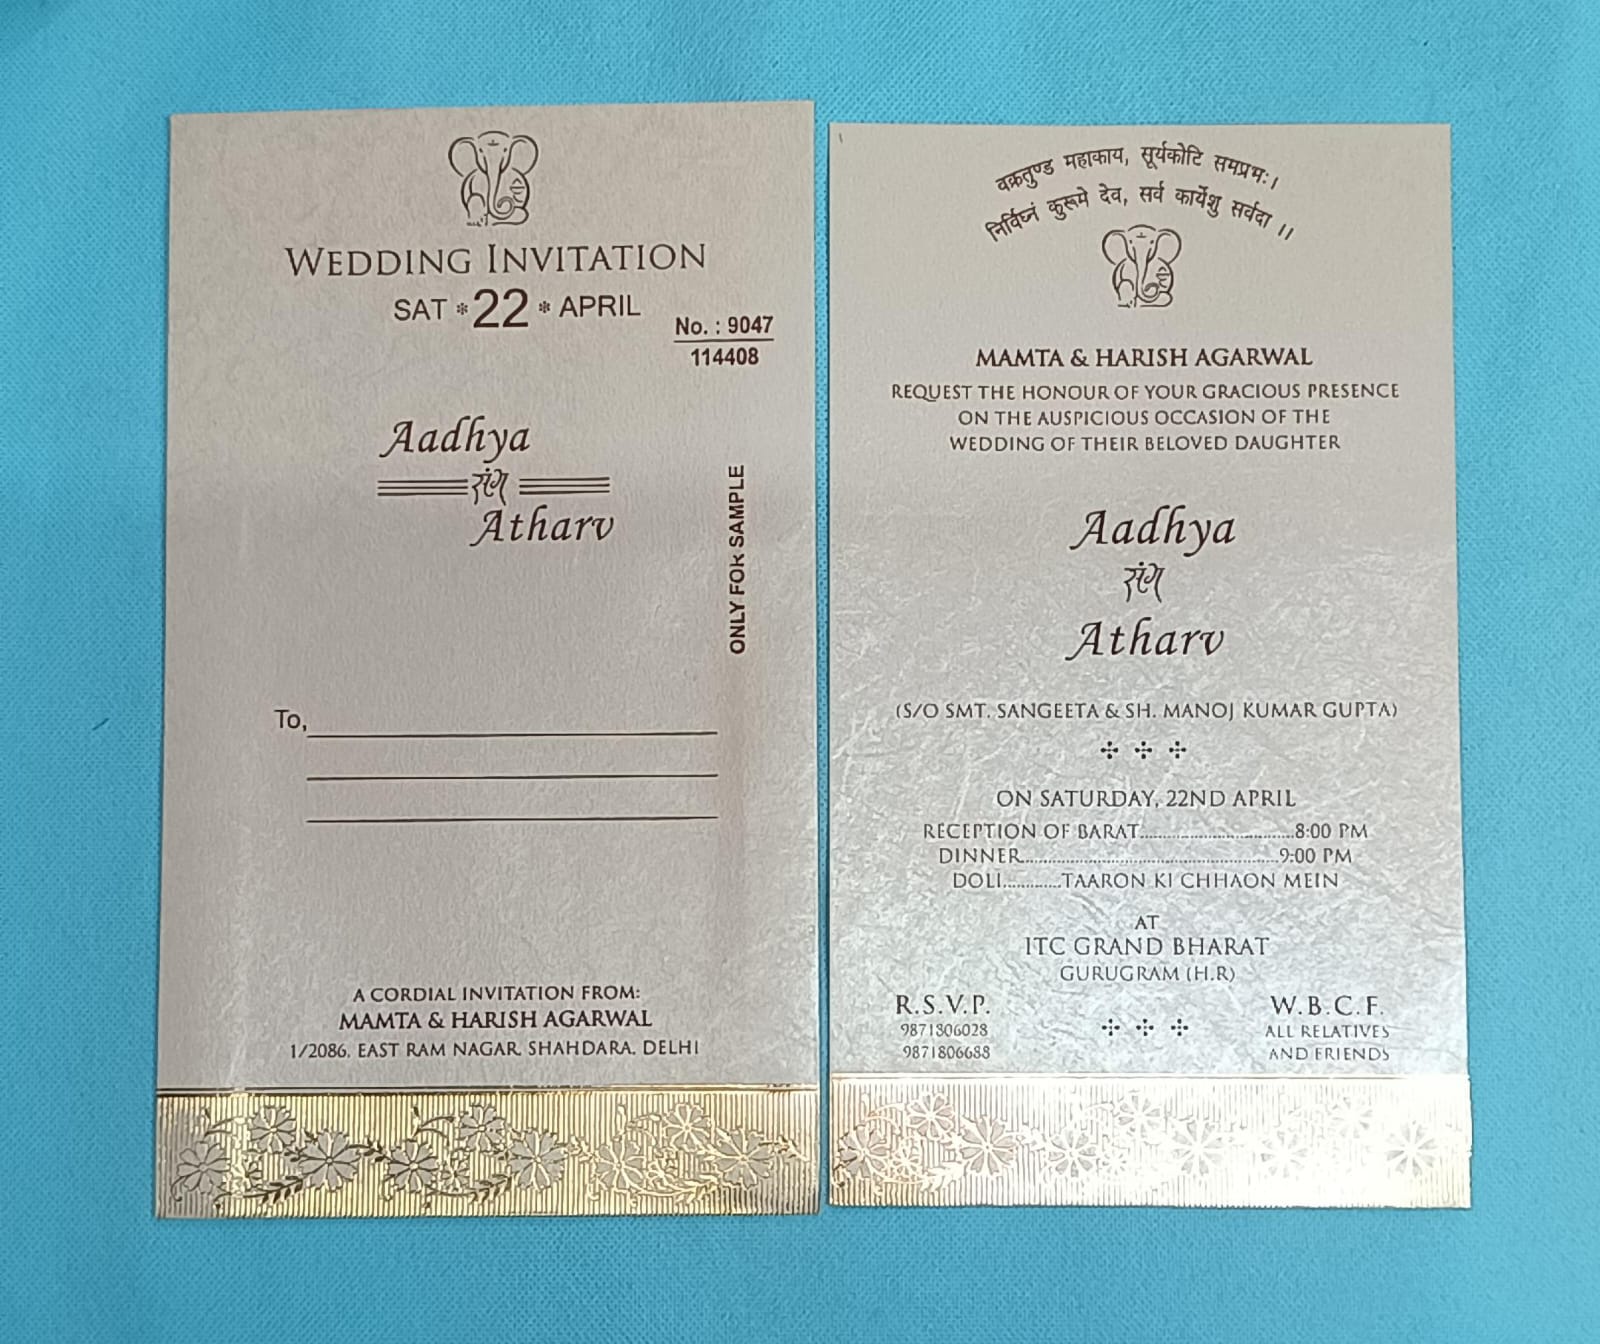 WEDDING INVITATION
SAT * 22 * APRIL
No. : 9047
114408
Aadhya
संग
Atharv
ONLY FOR SAMPLE
To,
A CORDIAL INVITATION FROM:
MAMTA & HARISH AGARWAL
1/2086, EAST RAM NAGAR, SHAHDARA, DELHI
वक्रतुण्ड महाकाय, सूर्यकोटि समप्रभः।
निर्विघ्नं कुरूमे देव, सर्व कार्येशु सर्वदा ।।
MAMTA & HARISH AGARWAL
REQUEST THE HONOUR OF YOUR GRACIOUS PRESENCE
ON THE AUSPICIOUS OCCASION OF THE
WEDDING OF THEIR BELOVED DAUGHTER
Aadhya
संग
Atharv
(S/O SMT. SANGEETA & SH. MANOJ KUMAR GUPTA)
ON SATURDAY, 22ND APRIL
RECEPTION OF BARAT................................8:00 PM
DINNER....................................................9:00 PM
DOLI............TAARON KI CHHAON MEIN
AT
ITC GRAND BHARAT
GURUGRAM (H.R)
R.S.V.P.
9871806028
9871806688
W.B.C.F.
ALL RELATIVES
AND FRIENDS